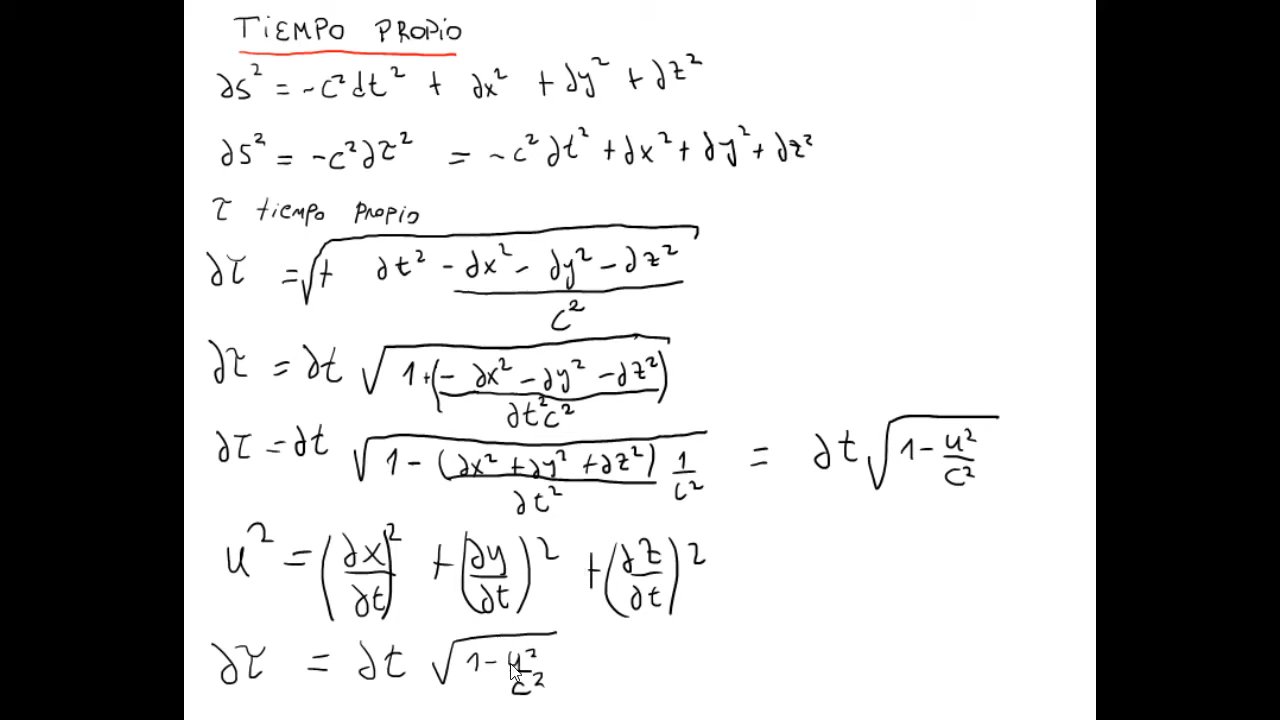 TIEMPO PROPIO
∂s² = -c²dt² + ∂x² + ∂y² + ∂z²
∂s² = -c²∂τ² = -c²∂t² + ∂x² + ∂y² + ∂z²
τ tiempo propio
∂τ = √(+ ∂t² (-∂x² - ∂y² - ∂z²)/c²)
∂τ = ∂t √(1 + (-∂x² - ∂y² - ∂z²)/(∂t²c²))
∂τ = ∂t √(1 - (∂x² + ∂y² + ∂z²)/∂t² 1/c²) = ∂t √(1 - u²/c²)
u² = (∂x/∂t)² + (∂y/∂t)² + (∂z/∂t)²
∂τ = ∂t √(1 - u²/c²)